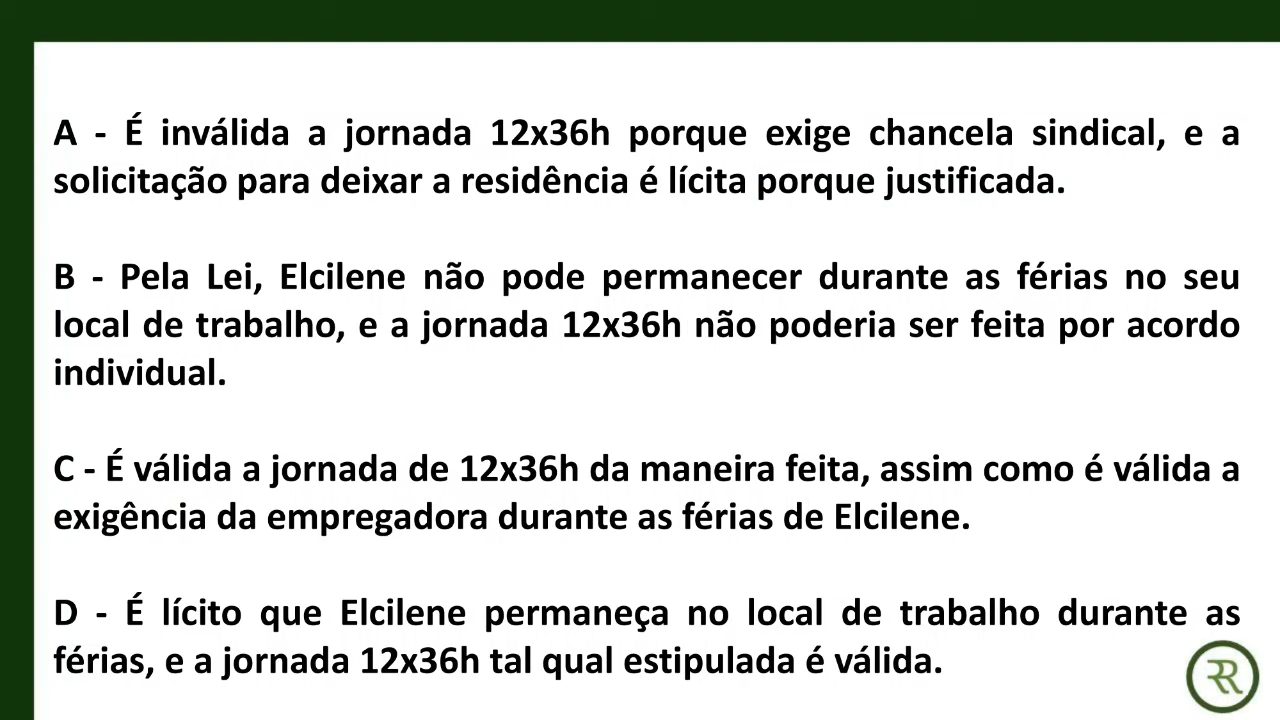 A - É inválida a jornada 12x36h porque exige chancela sindical, e a
solicitação para deixar a residência é lícita porque justificada.
B - Pela Lei, Elcilene não pode permanecer durante as férias no seu
local de trabalho, e a jornada 12x36h não poderia ser feita por acordo
individual.
C - É válida a jornada de 12x36h da maneira feita, assim como é válida a
exigência da empregadora durante as férias de Elcilene.
D - É lícito que Elcilene permaneça no local de trabalho durante as
férias, e a jornada 12x36h tal qual estipulada é válida.